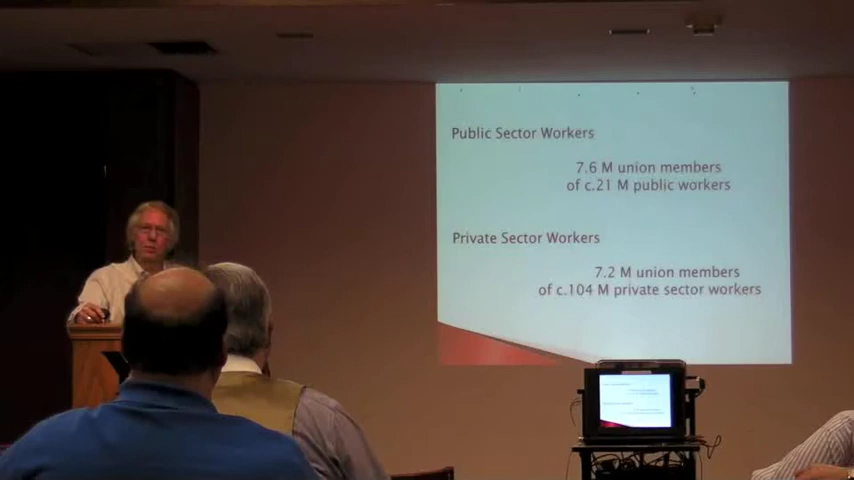 Public Sector Workers
7.6 M union members
of c.21 M public workers
Private Sector Workers
7.2 M union members
of c.104 M private sector workers